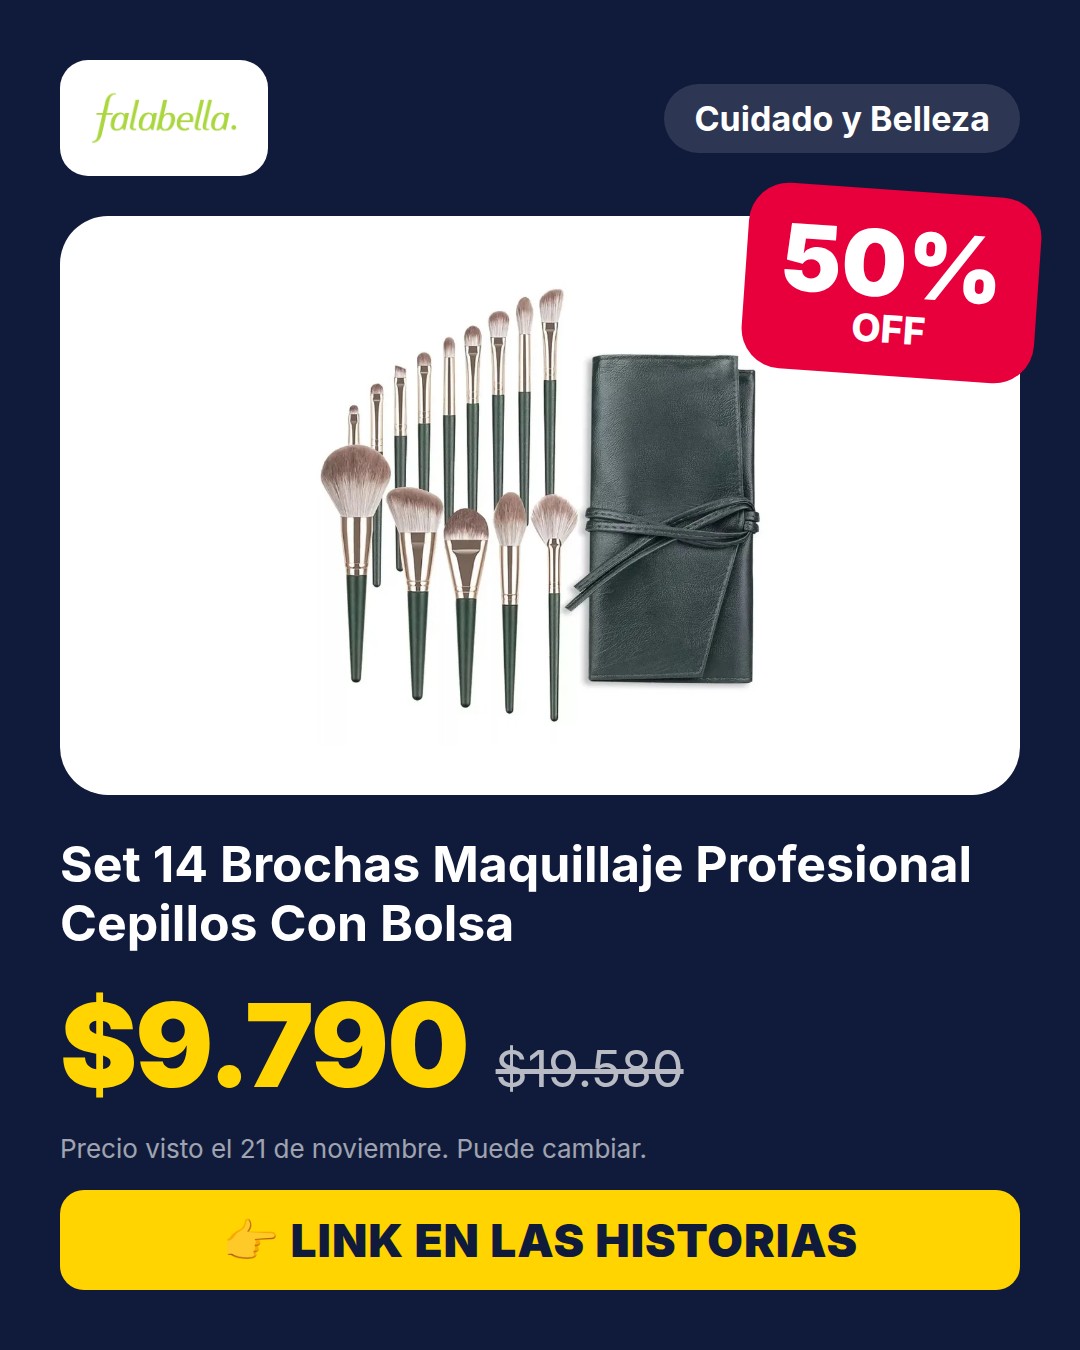 falabella.
Cuidado y Belleza
50%
OFF
Set 14 Brochas Maquillaje Profesional
Cepillos Con Bolsa
$9.790 $19.580
Precio visto el 21 de noviembre. Puede cambiar.
👉 LINK EN LAS HISTORIAS